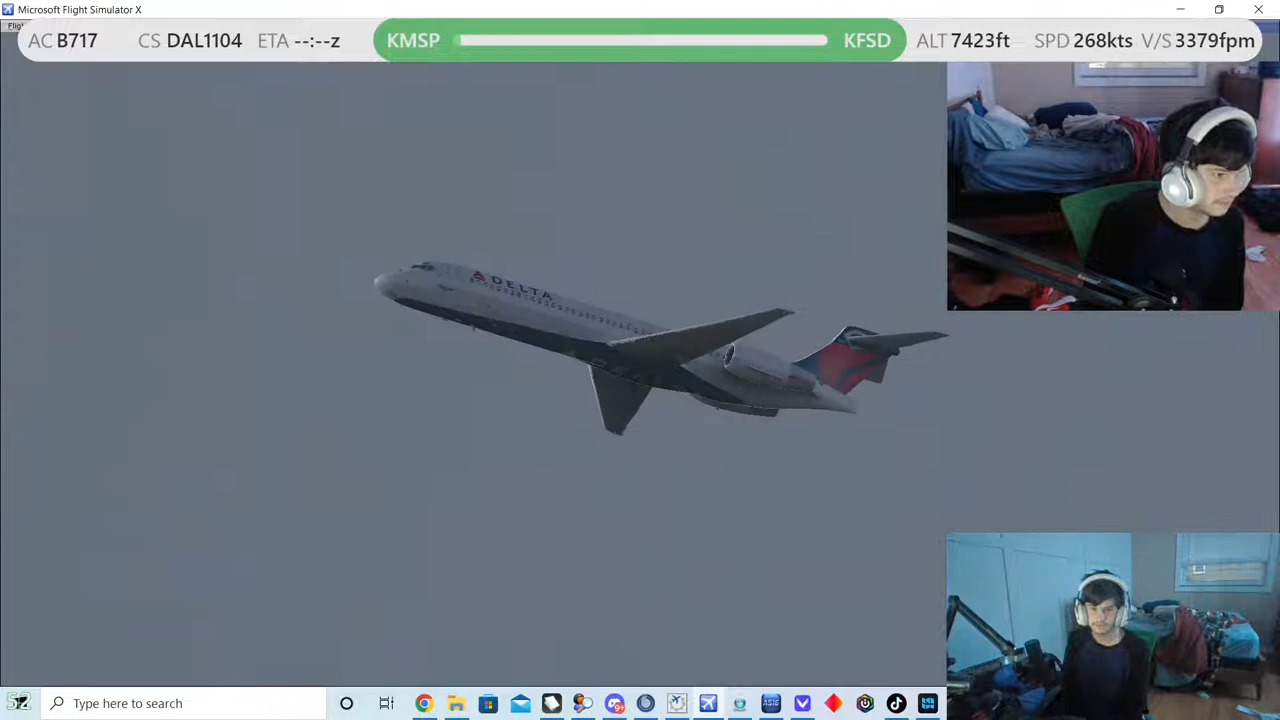 Microsoft Flight Simulator X
Fligh
AC B717 CS DAL1104 ETA --:--z KMSP KFSD ALT 7423ft SPD 268kts V/S 3379fpm
DELTA
Type here to search